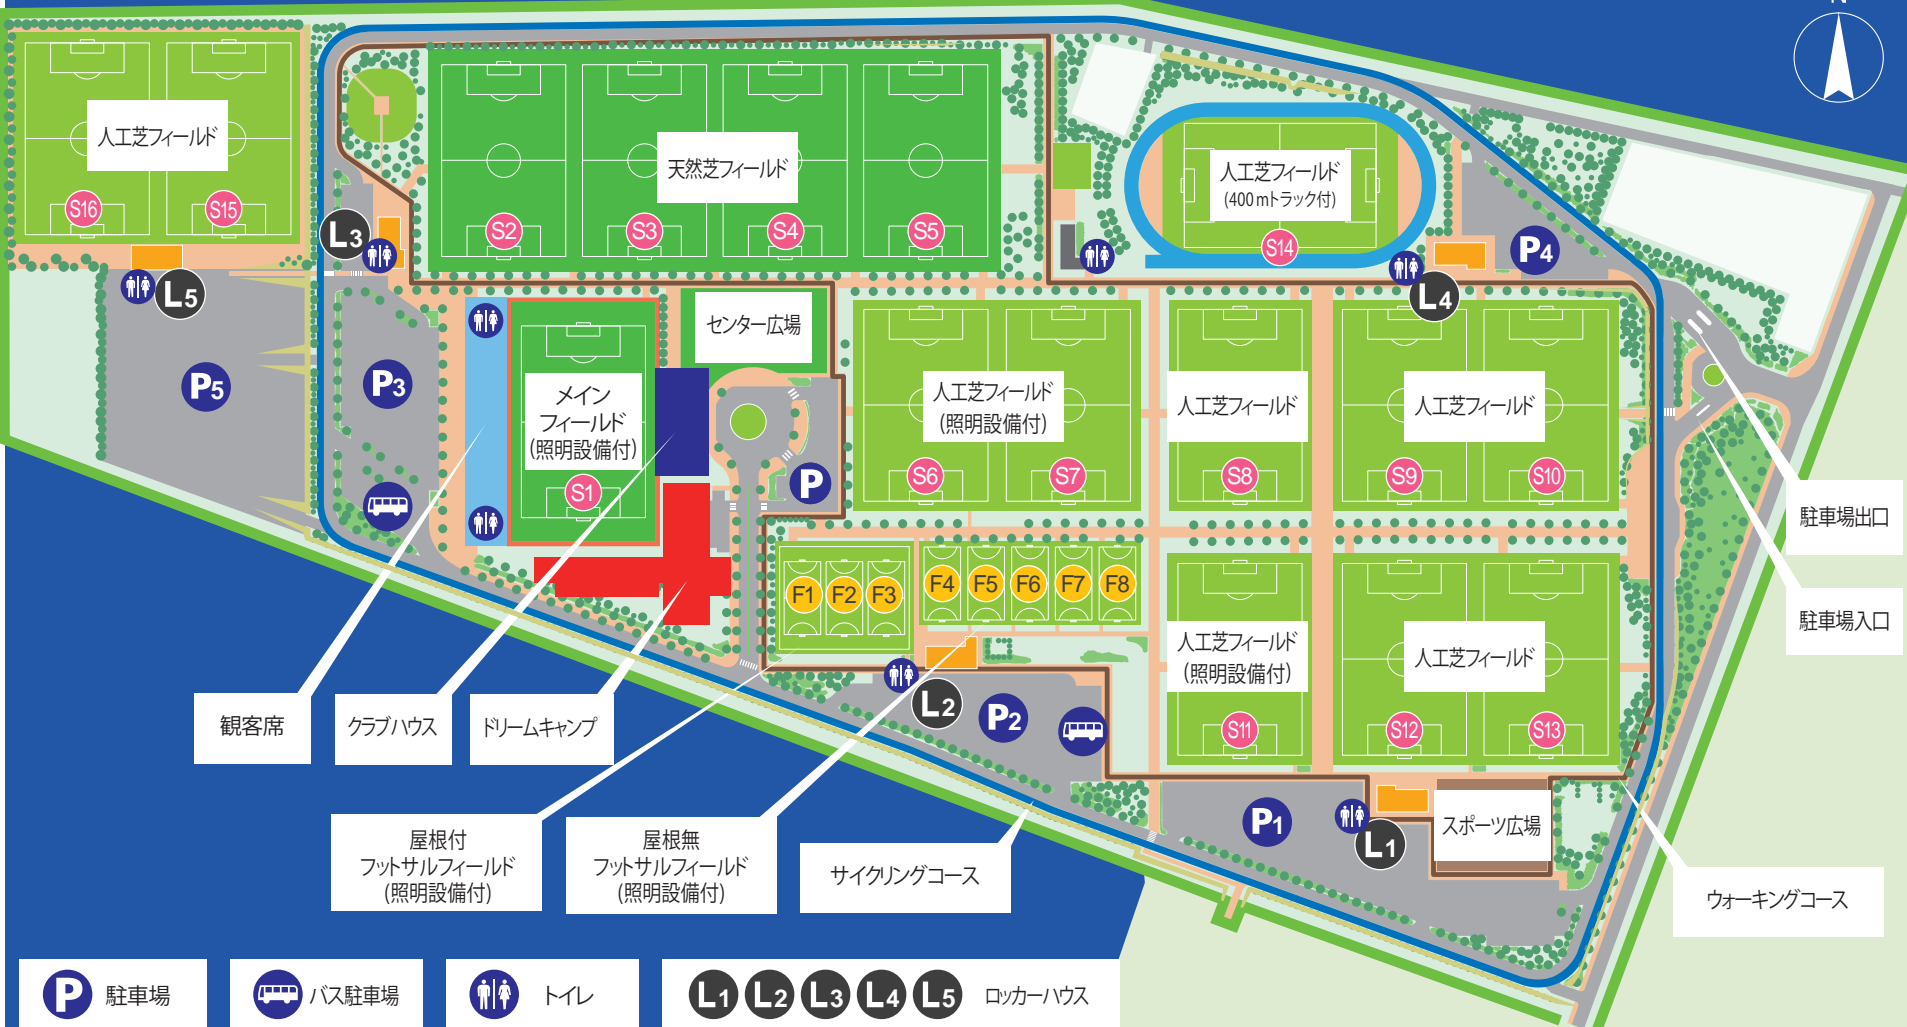 N
人工芝フィールド
S16
S15
天然芝フィールド
S2
S3
S4
S5
人工芝フィールド
(400mトラック付)
S14
L3
L5
P4
L4
P5
P3
メイン
フィールド
(照明設備付)
S1
センター広場
P
人工芝フィールド
(照明設備付)
S6
S7
人工芝フィールド
S8
人工芝フィールド
S9
S10
駐車場出口
駐車場入口
F1
F2
F3
F4
F5
F6
F7
F8
人工芝フィールド
(照明設備付)
S11
人工芝フィールド
S12
S13
L2
P2
P1
L1
スポーツ広場
観客席
クラブハウス
ドリームキャンプ
屋根付
フットサルフィールド
(照明設備付)
屋根無
フットサルフィールド
(照明設備付)
サイクリングコース
ウォーキングコース
P 駐車場
バス駐車場
トイレ
L1 L2 L3 L4 L5 ロッカーハウス